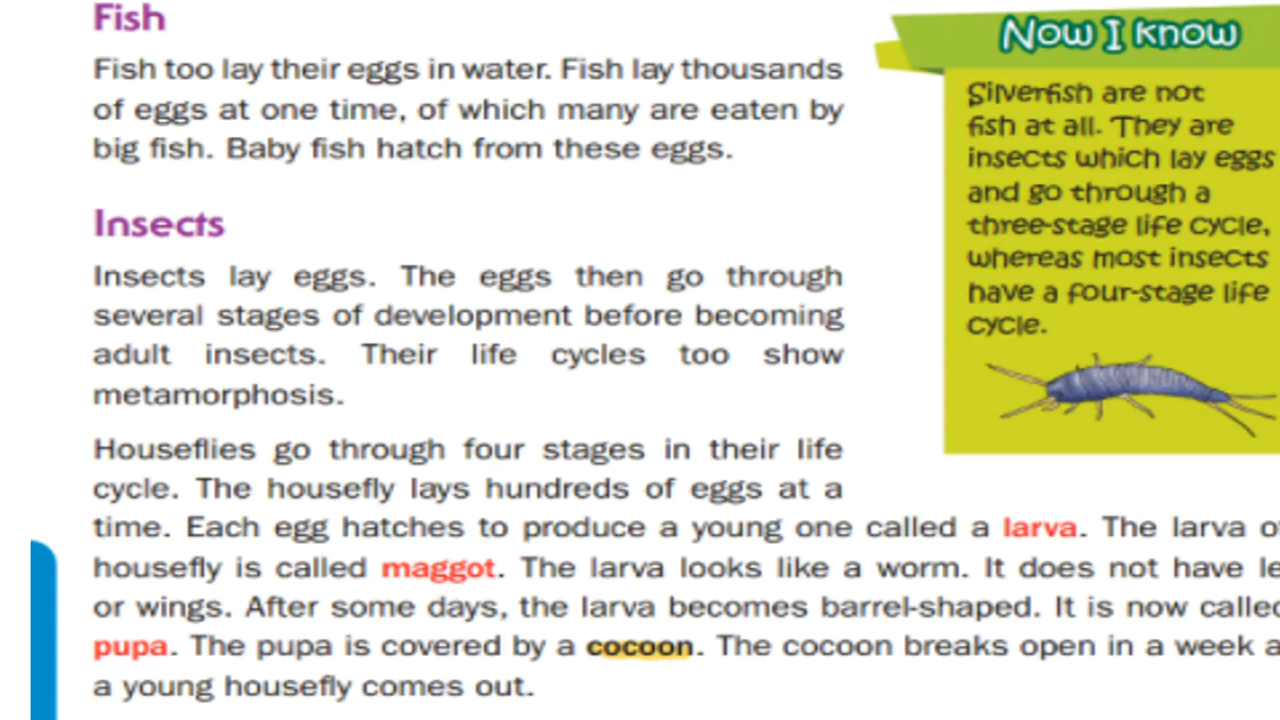 Fish
Fish too lay their eggs in water. Fish lay thousands
of eggs at one time, of which many are eaten by
big fish. Baby fish hatch from these eggs.
Insects
Insects lay eggs. The eggs then go through
several stages of development before becoming
adult insects. Their life cycles too show
metamorphosis.
Houseflies go through four stages in their life
cycle. The housefly lays hundreds of eggs at a
time. Each egg hatches to produce a young one called a larva. The larva
housefly is called maggot. The larva looks like a worm. It does not have
or wings. After some days, the larva becomes barrel-shaped. It is now called
pupa. The pupa is covered by a cocoon. The cocoon breaks open in a week
a young housefly comes out.
Now I know
Silverfish are not
fish at all. They are
insects which lay eggs
and go through a
three-stage life cycle,
whereas most insects
have a four-stage life
cycle.